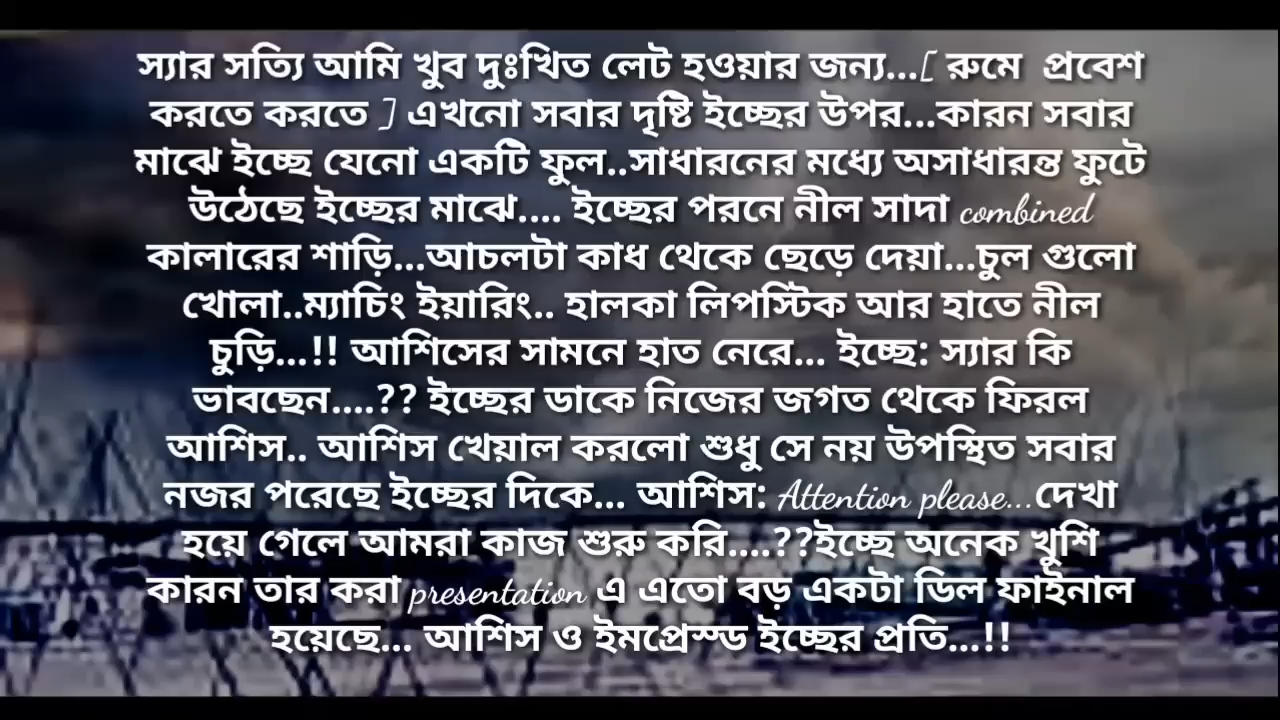 স্যার সত্যি আমি খুব দুঃখিত লেট হওয়ার জন্য...[ রুমে প্রবেশ
করতে করতে ] এখনো সবার দৃষ্টি ইচ্ছের উপর...কারন সবার
মাঝে ইচ্ছে যেনো একটি ফুল..সাধারনের মধ্যে অসাধারন্ত ফুটে
উঠেছে ইচ্ছের মাঝে.... ইচ্ছের পরনে নীল সাদা combined
কালারের শাড়ি...আচলটা কাধ থেকে ছেড়ে দেয়া...চুল গুলো
খোলা..ম্যাচিং ইয়ারিং.. হালকা লিপস্টিক আর হাতে নীল
চুড়ি...!! আশিসের সামনে হাত নেরে... ইচ্ছে: স্যার কি
ভাবছেন....?? ইচ্ছের ডাকে নিজের জগত থেকে ফিরল
আশিস.. আশিস খেয়াল করলো শুধু সে নয় উপস্থিত সবার
নজর পরেছে ইচ্ছের দিকে... আশিস: Attention please...দেখা
হয়ে গেলে আমরা কাজ শুরু করি....??ইচ্ছে অনেক খুশি
কারন তার করা presentation এ এতো বড় একটা ডিল ফাইনাল
হয়েছে... আশিস ও ইমপ্রেস্ড ইচ্ছের প্রতি...!!